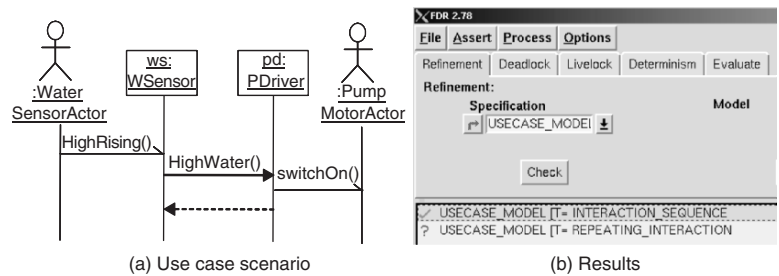 :Water
SensorActor
ws:
WSensor
pd:
PDriver
:Pump
MotorActor
HighRising()
HighWater()
switchOn()
(a) Use case scenario
FDR 2.78
File Assert Process Options
Refinement Deadlock Livelock Determinism Evaluate
Refinement:
Specification Model
USECASE_MODEL
Check
✓ USECASE_MODEL [T= INTERACTION_SEQUENCE
? USECASE_MODEL [T= REPEATING_INTERACTION
(b) Results